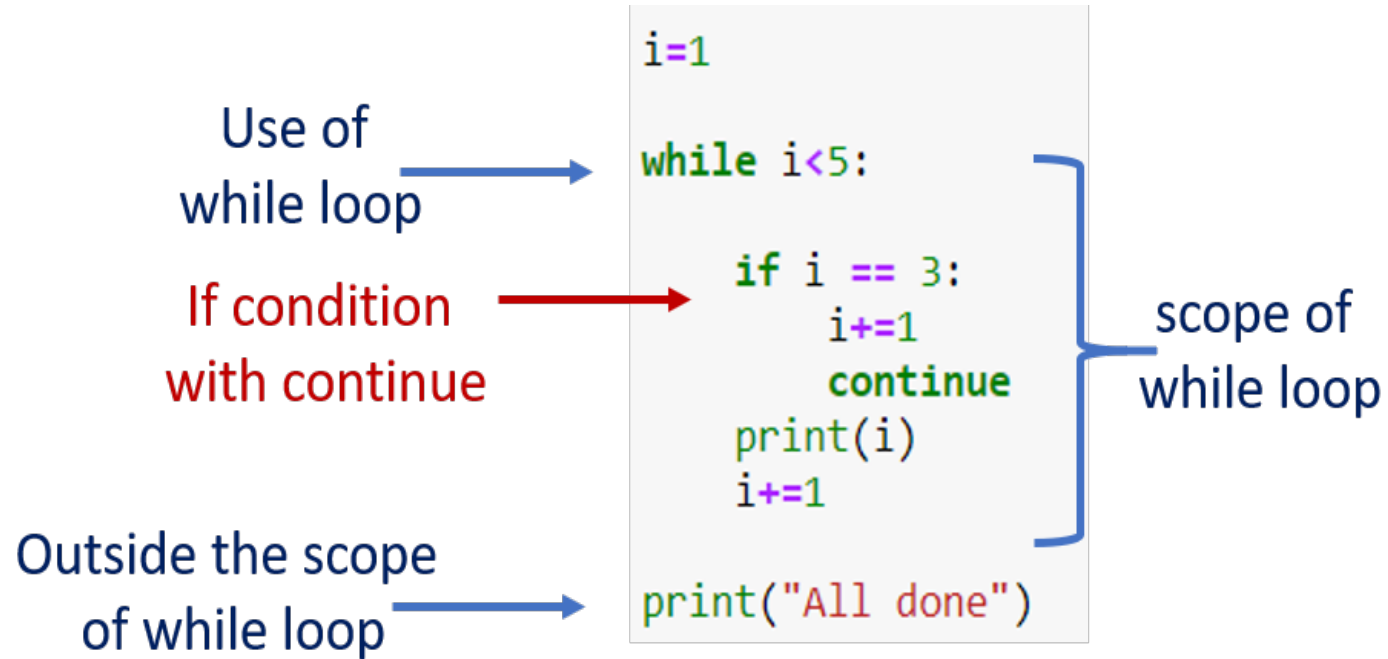 Use of
while loop
If condition
with continue
Outside the scope
of while loop
i=1
while i<5:
    if i == 3:
        i+=1
        continue
    print(i)
    i+=1
print("All done")
scope of
while loop